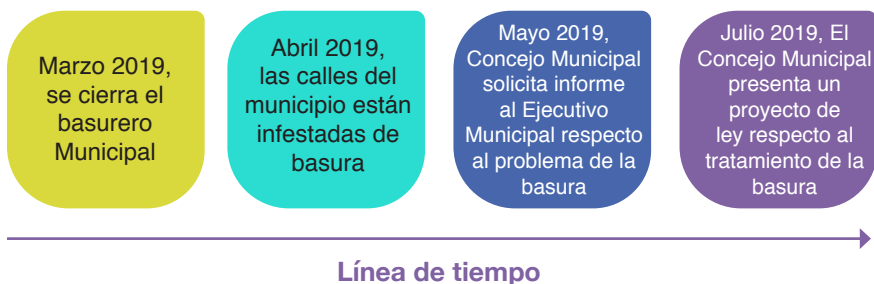 Marzo 2019,
se cierra el
basurero
Municipal
Abril 2019,
las calles del
municipio están
infestadas de
basura
Mayo 2019,
Concejo Municipal
solicita informe
al Ejecutivo
Municipal respecto
al problema de la
basura
Julio 2019, El
Concejo Municipal
presenta un
proyecto de
ley respecto al
tratamiento de la
basura
Línea de tiempo